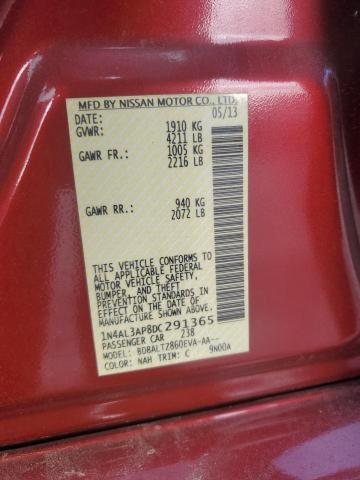 MFD BY NISSAN MOTOR CO., LTD.
DATE: 05/13
GVWR: 1910 KG
4211 LB
GAWR FR.: 1005 KG
2216 LB
GAWR RR.: 940 KG
2072 LB
THIS VEHICLE CONFORMS TO
ALL APPLICABLE FEDERAL
MOTOR VEHICLE SAFETY,
BUMPER, AND THEFT
PREVENTION STANDARDS IN
EFFECT ON THE DATE OF
MANUFACTURE SHOWN ABOVE.
1N4AL3AP8DC291365
PASSENGER CAR 238
MODEL: BDBALTZ860EVA-AA--
COLOR: NAH TRIM: C 9N00A